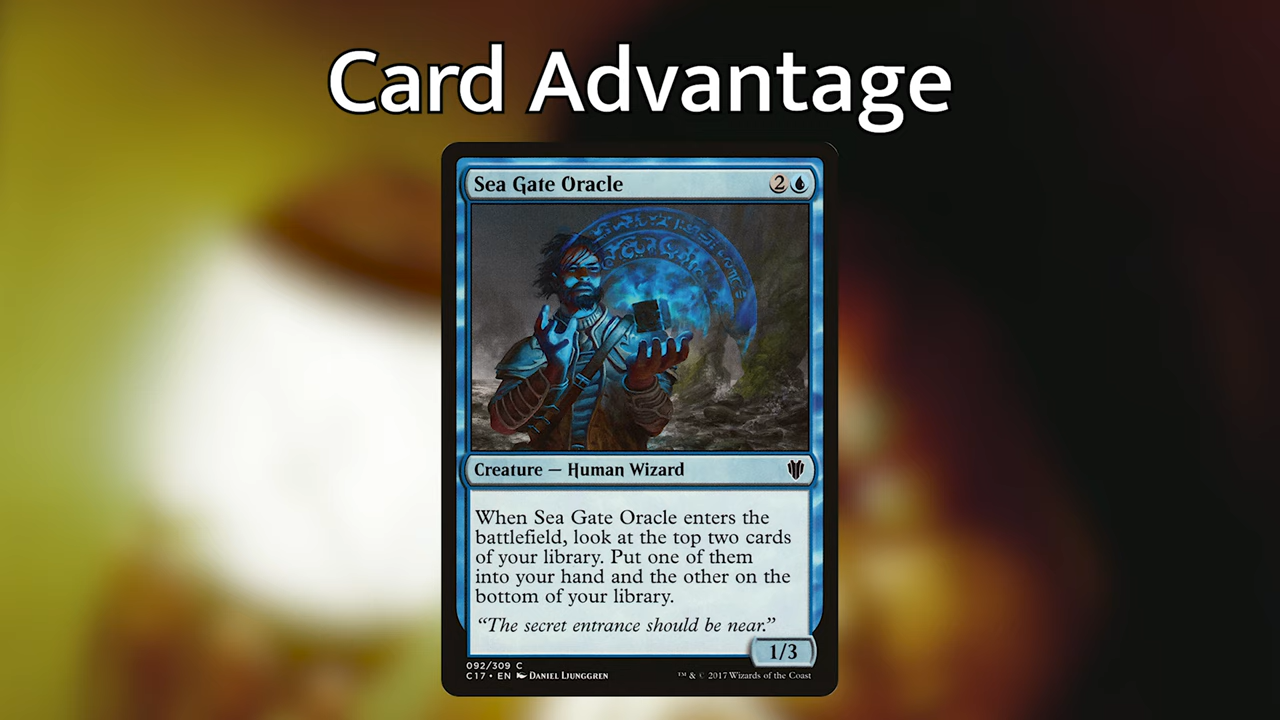 Card Advantage
Sea Gate Oracle 2
Creature — Human Wizard
When Sea Gate Oracle enters the
battlefield, look at the top two cards
of your library. Put one of them
into your hand and the other on the
bottom of your library.
“The secret entrance should be near.”
1/3
092/309 C
C17 • EN Daniel Ljunggren
™ & © 2017 Wizards of the Coast